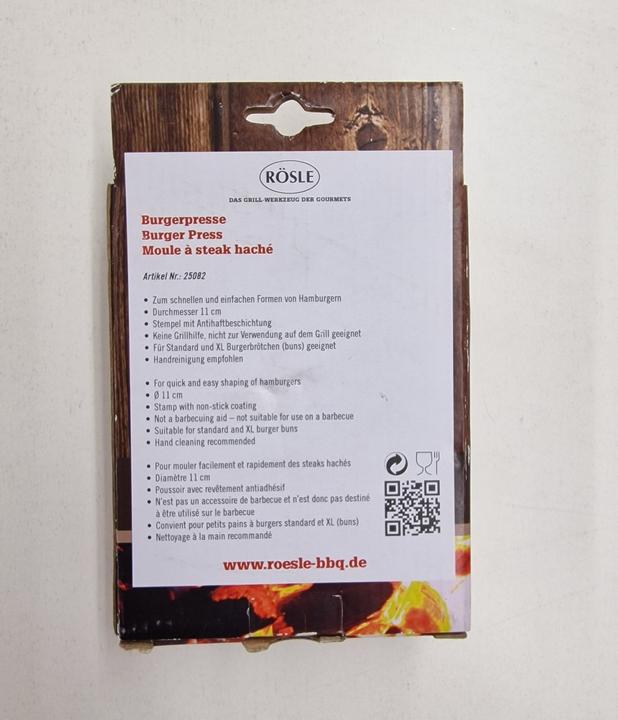 RÖSLE
DAS GRILL-WERKZEUG DER GOURMETS
Burgerpresse
Burger Press
Moule à steak haché
Artikel Nr.: 25082
• Zum schnellen und einfachen Formen von Hamburgern
• Durchmesser 11 cm
• Stempel mit Antihaftbeschichtung
• Keine Grillhilfe, nicht zur Verwendung auf dem Grill geeignet
• Für Standard und XL Burgerbrötchen (buns) geeignet
• Handreinigung empfohlen
• For quick and easy shaping of hamburgers
• Ø 11 cm
• Stamp with non-stick coating
• Not a barbecuing aid – not suitable for use on a barbecue
• Suitable for standard and XL burger buns
• Hand cleaning recommended
• Pour mouler facilement et rapidement des steaks hachés
• Diamètre 11 cm
• Poussoir avec revêtement antiadhésif
• N'est pas un accessoire de barbecue et n'est donc pas destiné
à être utilisé sur le barbecue
• Convient pour petits pains à burgers standard et XL (buns)
• Nettoyage à la main recommandé
www.roesle-bbq.de